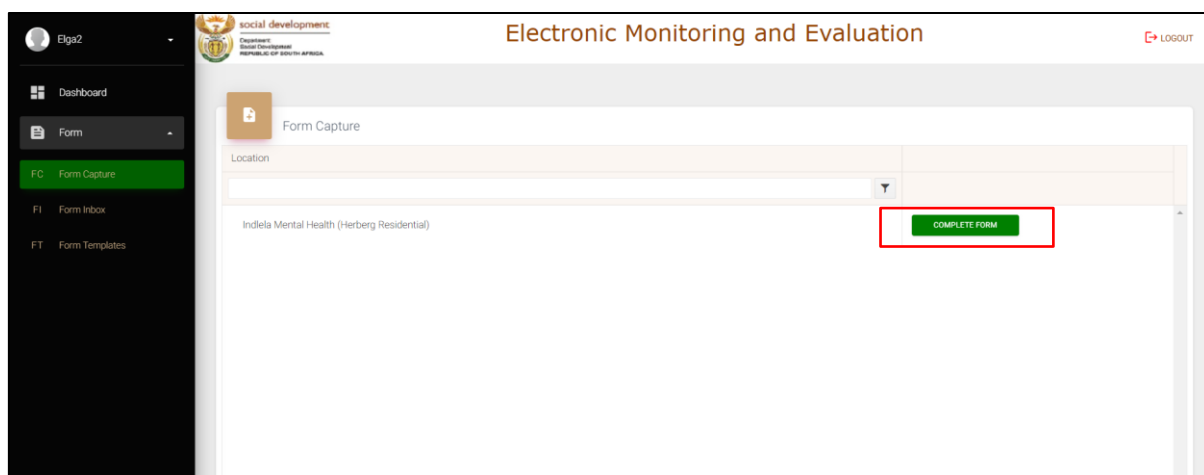 Elga2
Dashboard
Form
FC Form Capture
FI Form Inbox
FT Form Templates
social development
Department:
Social Development
REPUBLIC OF SOUTH AFRICA
Electronic Monitoring and Evaluation
LOGOUT
Form Capture
Location
Indlela Mental Health (Herberg Residential)
COMPLETE FORM